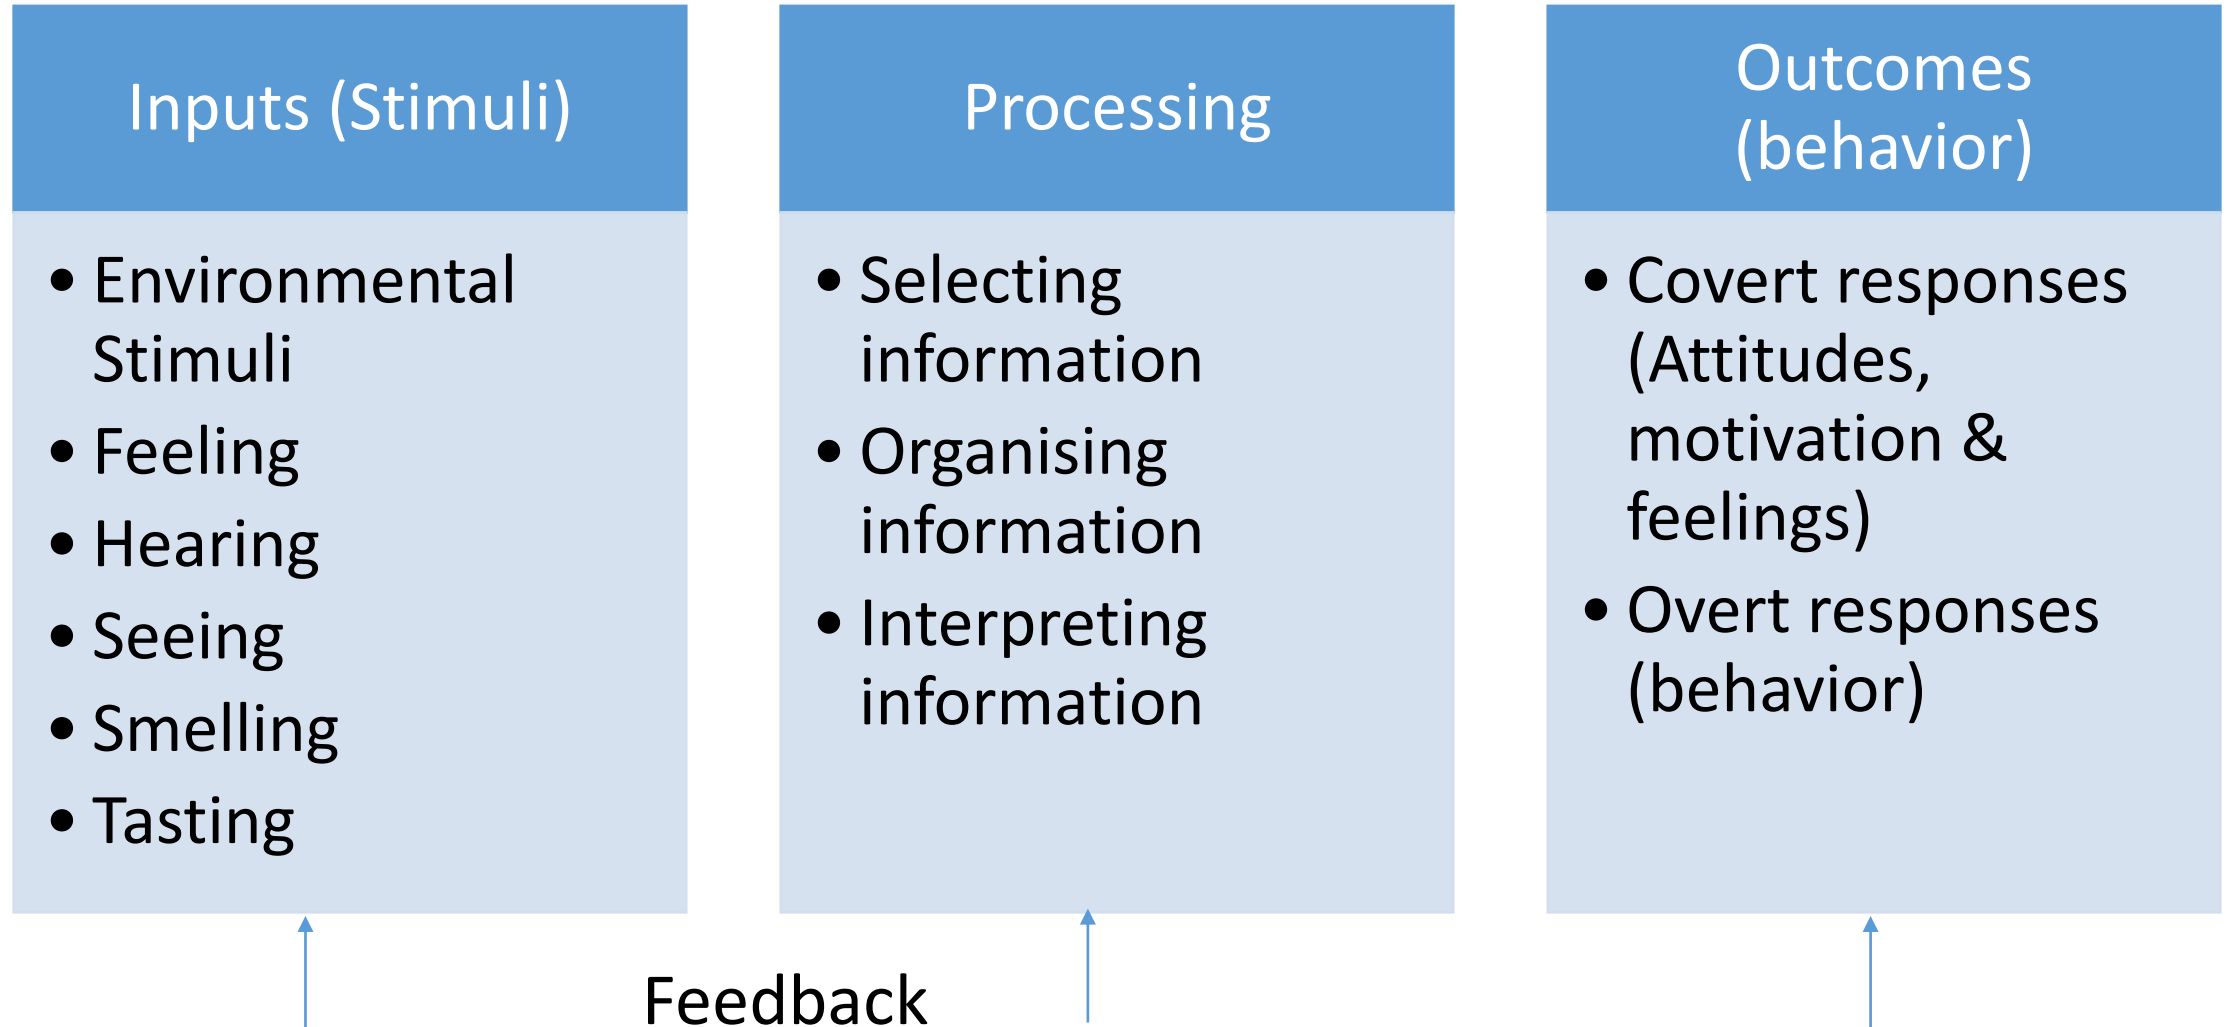 Inputs (Stimuli)
• Environmental
Stimuli
• Feeling
• Hearing
• Seeing
• Smelling
• Tasting
Processing
• Selecting
information
• Organising
information
• Interpreting
information
Outcomes
(behavior)
• Covert responses
(Attitudes,
motivation &
feelings)
• Overt responses
(behavior)
Feedback